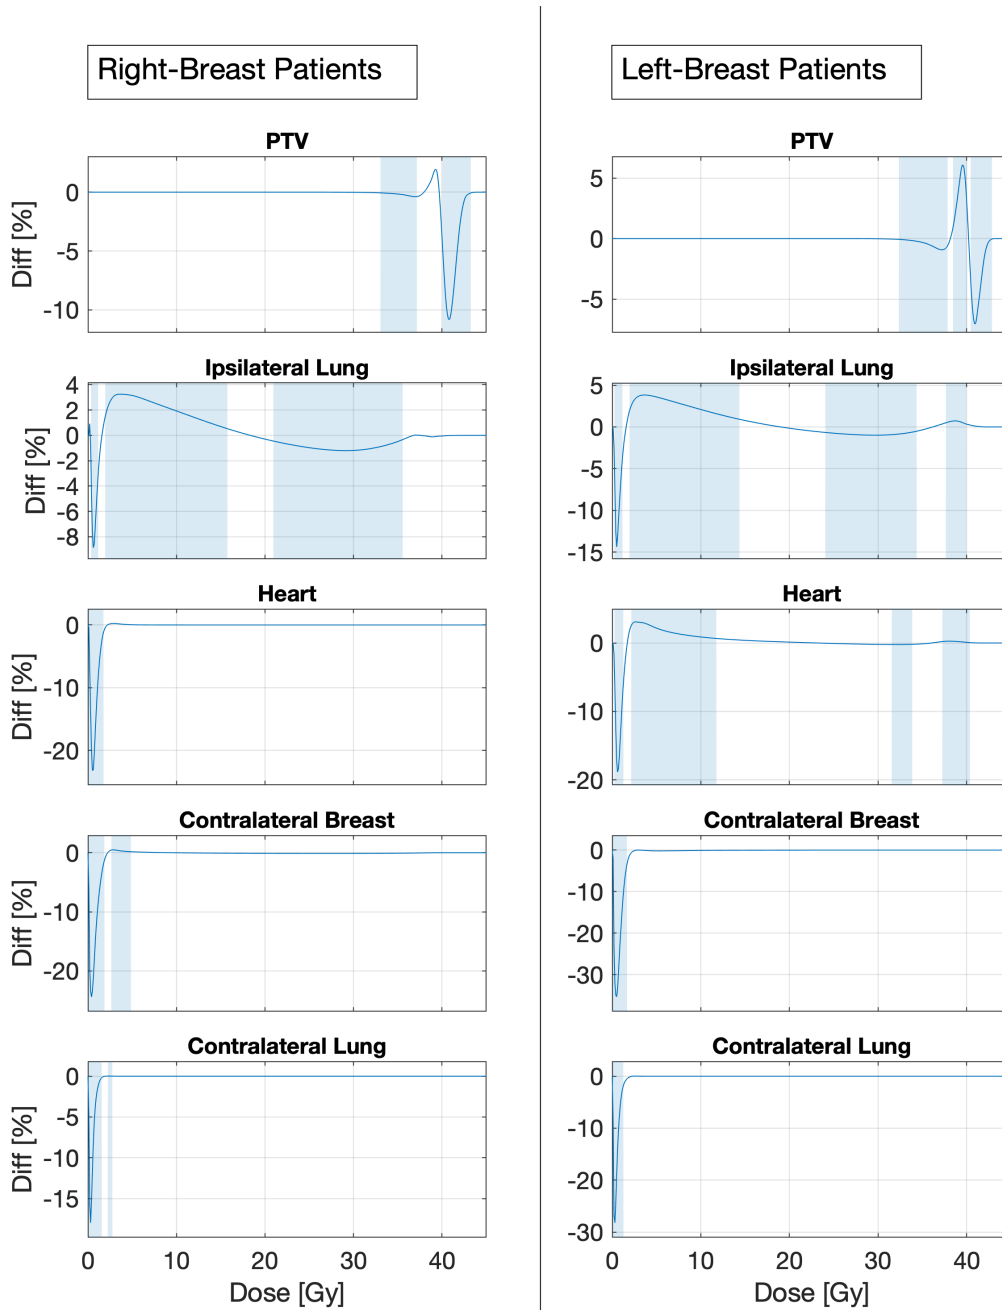 Right-Breast Patients
PTV
Diff [%]
0
-5
-10
Ipsilateral Lung
Diff [%]
4
2
0
-2
-4
-6
-8
Heart
Diff [%]
0
-10
-20
Contralateral Breast
Diff [%]
0
-10
-20
Contralateral Lung
Diff [%]
0
-5
-10
-15
0 10 20 30 40
Dose [Gy]
Left-Breast Patients
PTV
5
0
-5
Ipsilateral Lung
5
0
-5
-10
-15
Heart
0
-10
-20
Contralateral Breast
0
-10
-20
-30
Contralateral Lung
0
-10
-20
-30
0 10 20 30 40
Dose [Gy]